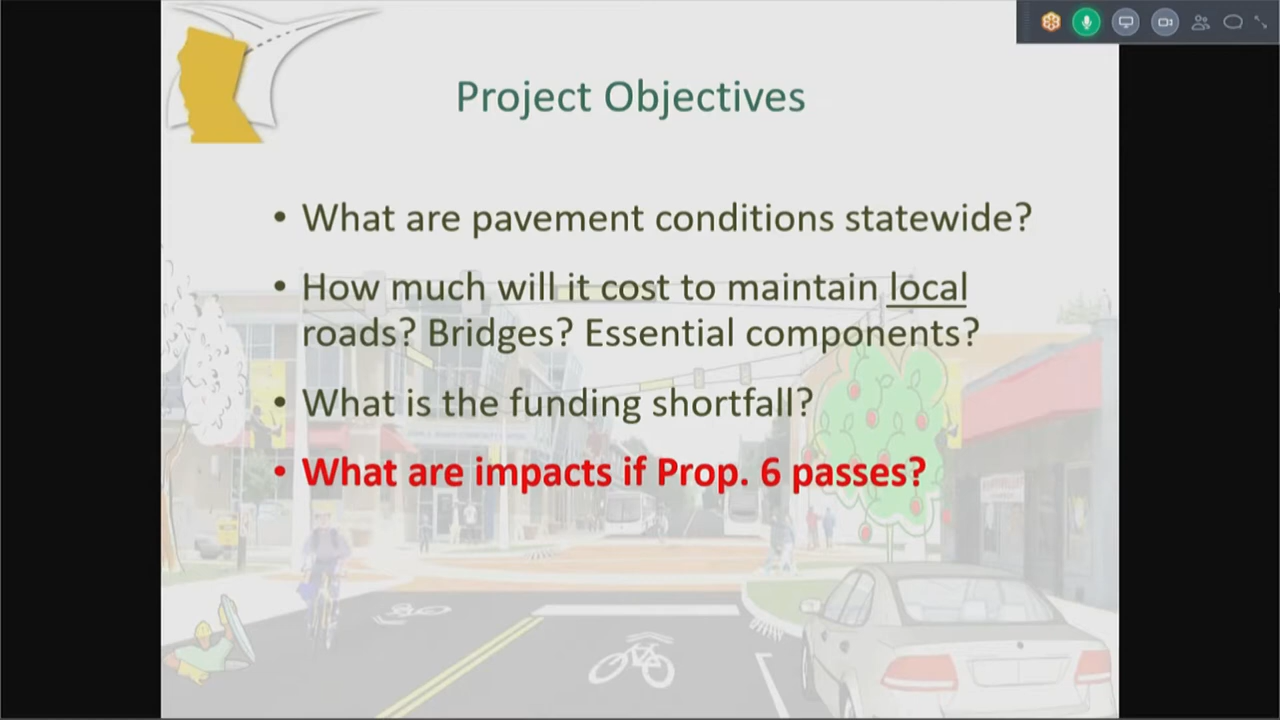 Project Objectives
• What are pavement conditions statewide?
• How much will it cost to maintain local
roads? Bridges? Essential components?
• What is the funding shortfall?
• What are impacts if Prop. 6 passes?